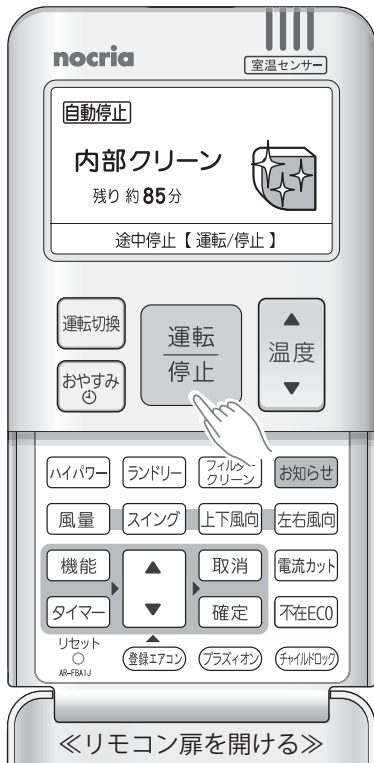 nocria
室温センサー
自動停止
内部クリーン
残り 約85分
途中停止【 運転/停止 】
運転切換
運転
停止
▲
温度
▼
おやすみ
ハイパワー ランドリー フィルタークリーン お知らせ
風量 スイング 上下風向 左右風向
機能 ▲ 取消 電流カット
タイマー ▼ 確定 不在ECO
リセット
AR-FBA1J
登録エアコン プラズィオン チャイルドロック
≪リモコン扉を開ける≫